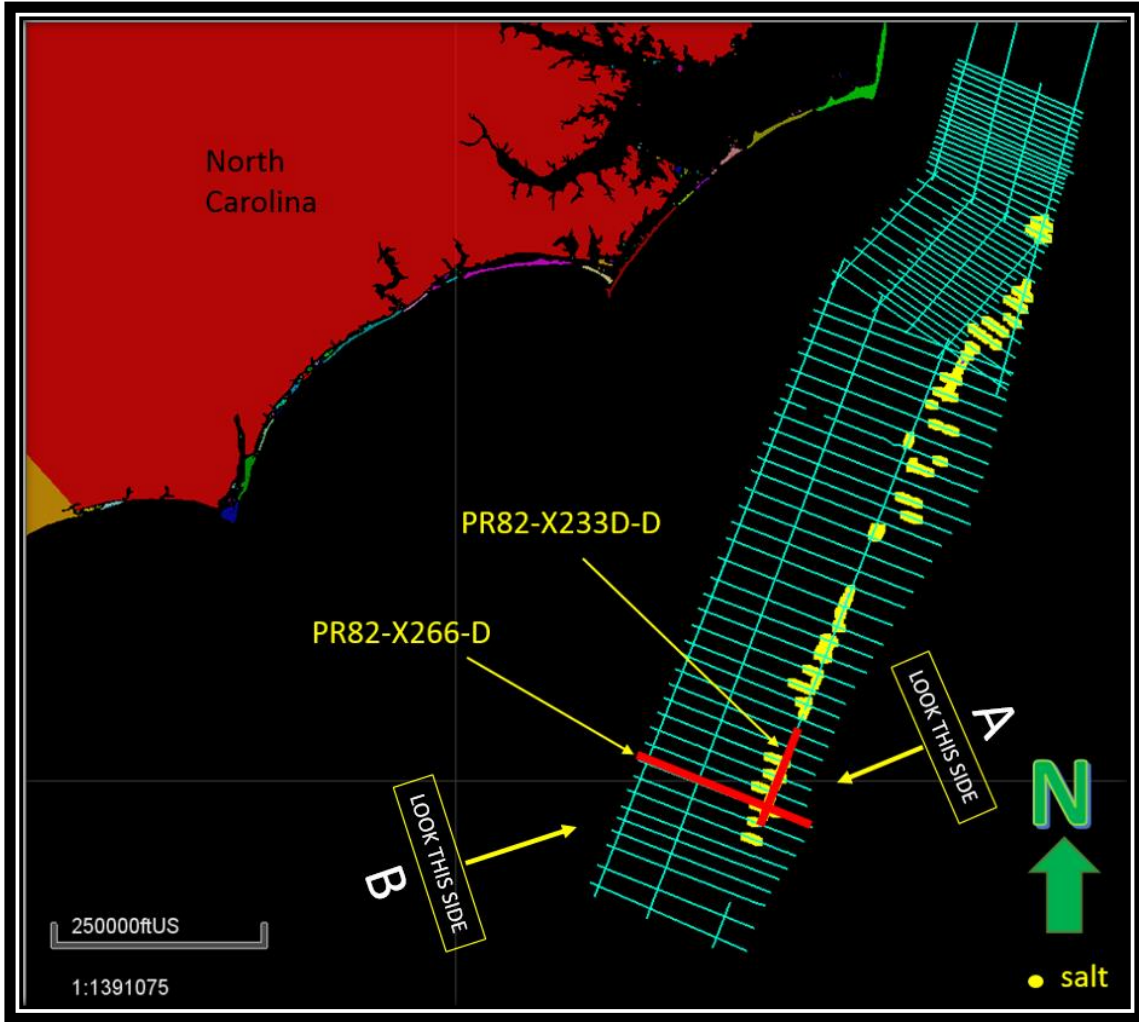 North
Carolina
PR82-X233D-D
PR82-X266-D
LOOK THIS SIDE
A
LOOK THIS SIDE
B
N
250000ftUS
1:1391075
salt